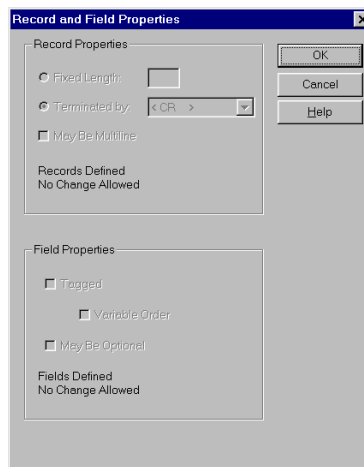 Record and Field Properties
Record Properties
Fixed Length:
Terminated by:
<CR >
May Be Multiline
Records Defined
No Change Allowed
OK
Cancel
Help
Field Properties
Tagged
Variable Order
May Be Optional
Fields Defined
No Change Allowed